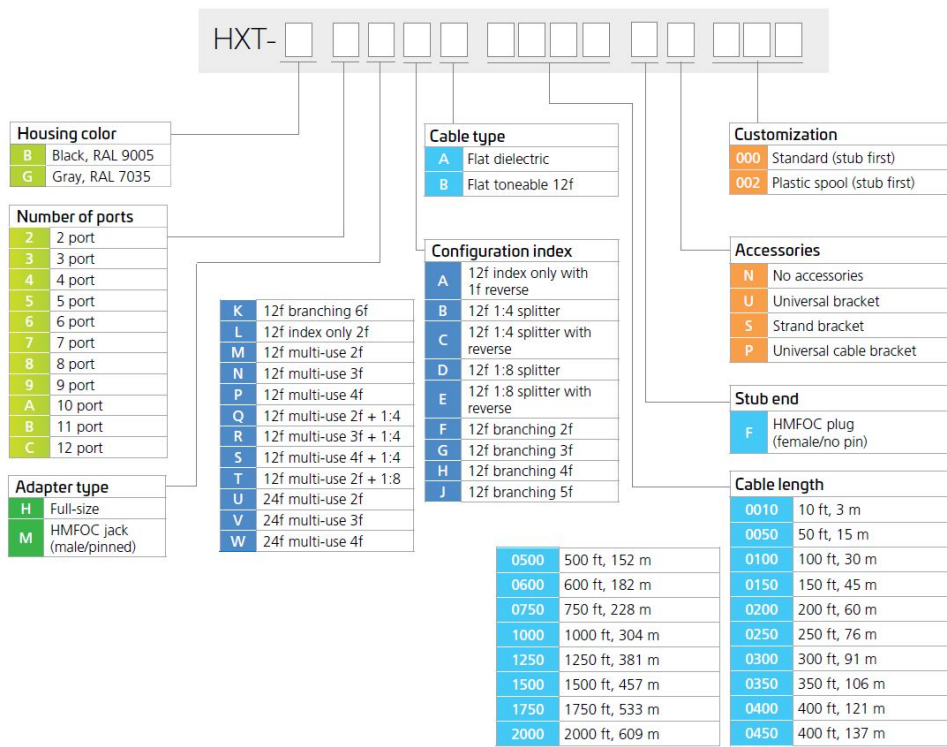 HXT-
Housing color
B Black, RAL 9005
G Gray, RAL 7035
Number of ports
2 2 port
3 3 port
4 4 port
5 5 port
6 6 port
7 7 port
8 8 port
9 9 port
A 10 port
B 11 port
C 12 port
Adapter type
H Full-size
M HMFOC jack
(male/pinned)
K 12f branching 6f
L 12f index only 2f
M 12f multi-use 2f
N 12f multi-use 3f
P 12f multi-use 4f
Q 12f multi-use 2f + 1:4
R 12f multi-use 3f + 1:4
S 12f multi-use 4f + 1:4
T 12f multi-use 2f + 1:8
U 24f multi-use 2f
V 24f multi-use 3f
W 24f multi-use 4f
Cable type
A Flat dielectric
B Flat toneable 12f
Configuration index
A 12f index only with
1f reverse
B 12f 1:4 splitter
C 12f 1:4 splitter with
reverse
D 12f 1:8 splitter
E 12f 1:8 splitter with
reverse
F 12f branching 2f
G 12f branching 3f
H 12f branching 4f
J 12f branching 5f
Customization
000 Standard (stub first)
002 Plastic spool (stub first)
Accessories
N No accessories
U Universal bracket
S Strand bracket
P Universal cable bracket
Stub end
F HMFOC plug
(female/no pin)
Cable length
0010 10 ft, 3 m
0050 50 ft, 15 m
0100 100 ft, 30 m
0150 150 ft, 45 m
0200 200 ft, 60 m
0250 250 ft, 76 m
0300 300 ft, 91 m
0350 350 ft, 106 m
0400 400 ft, 121 m
0450 400 ft, 137 m
0500 500 ft, 152 m
0600 600 ft, 182 m
0750 750 ft, 228 m
1000 1000 ft, 304 m
1250 1250 ft, 381 m
1500 1500 ft, 457 m
1750 1750 ft, 533 m
2000 2000 ft, 609 m